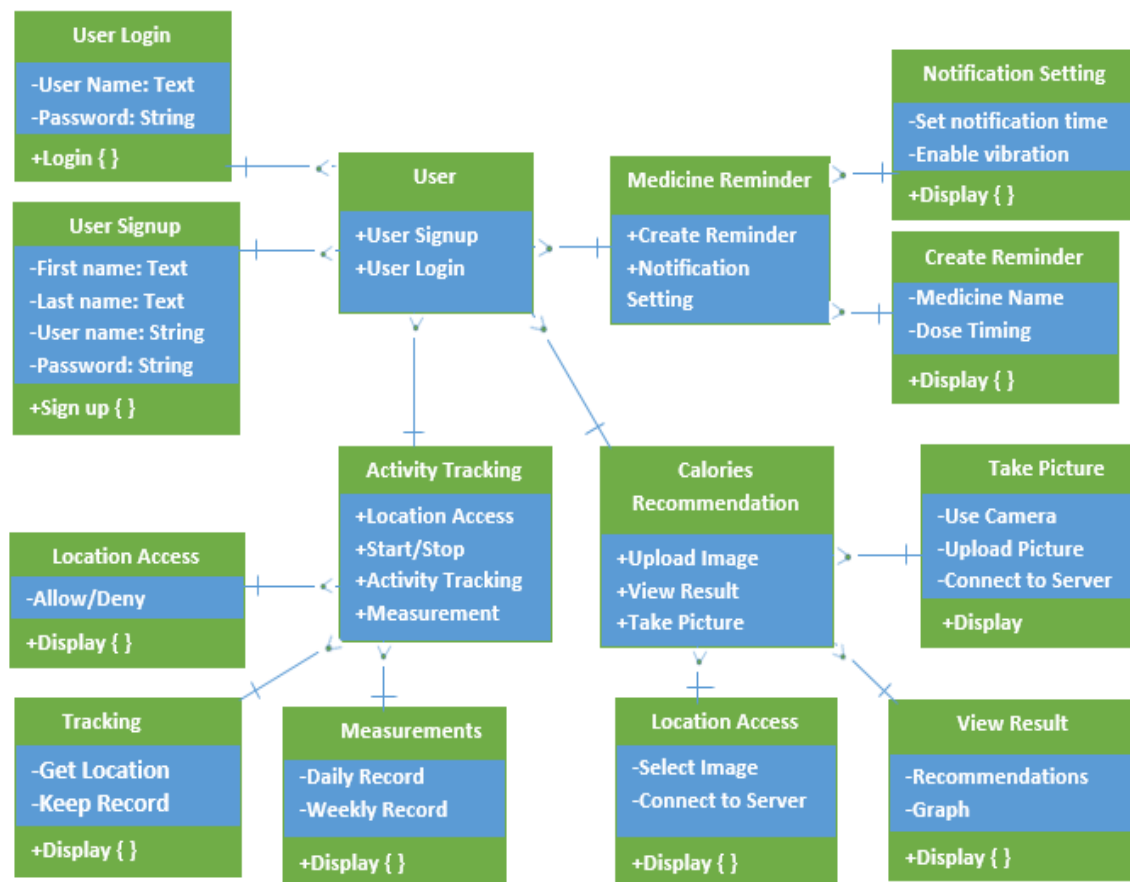 User Login
-User Name: Text
-Password: String
+Login { }
User Signup
-First name: Text
-Last name: Text
-User name: String
-Password: String
+Sign up { }
User
+User Signup
+User Login
Medicine Reminder
+Create Reminder
+Notification
Setting
Notification Setting
-Set notification time
-Enable vibration
+Display { }
Create Reminder
-Medicine Name
-Dose Timing
+Display { }
Activity Tracking
+Location Access
+Start/Stop
+Activity Tracking
+Measurement
Calories
Recommendation
+Upload Image
+View Result
+Take Picture
Take Picture
-Use Camera
-Upload Picture
-Connect to Server
+Display
Location Access
-Allow/Deny
+Display { }
Tracking
-Get Location
-Keep Record
+Display { }
Measurements
-Daily Record
-Weekly Record
+Display { }
Location Access
-Select Image
-Connect to Server
+Display { }
View Result
-Recommendations
-Graph
+Display { }